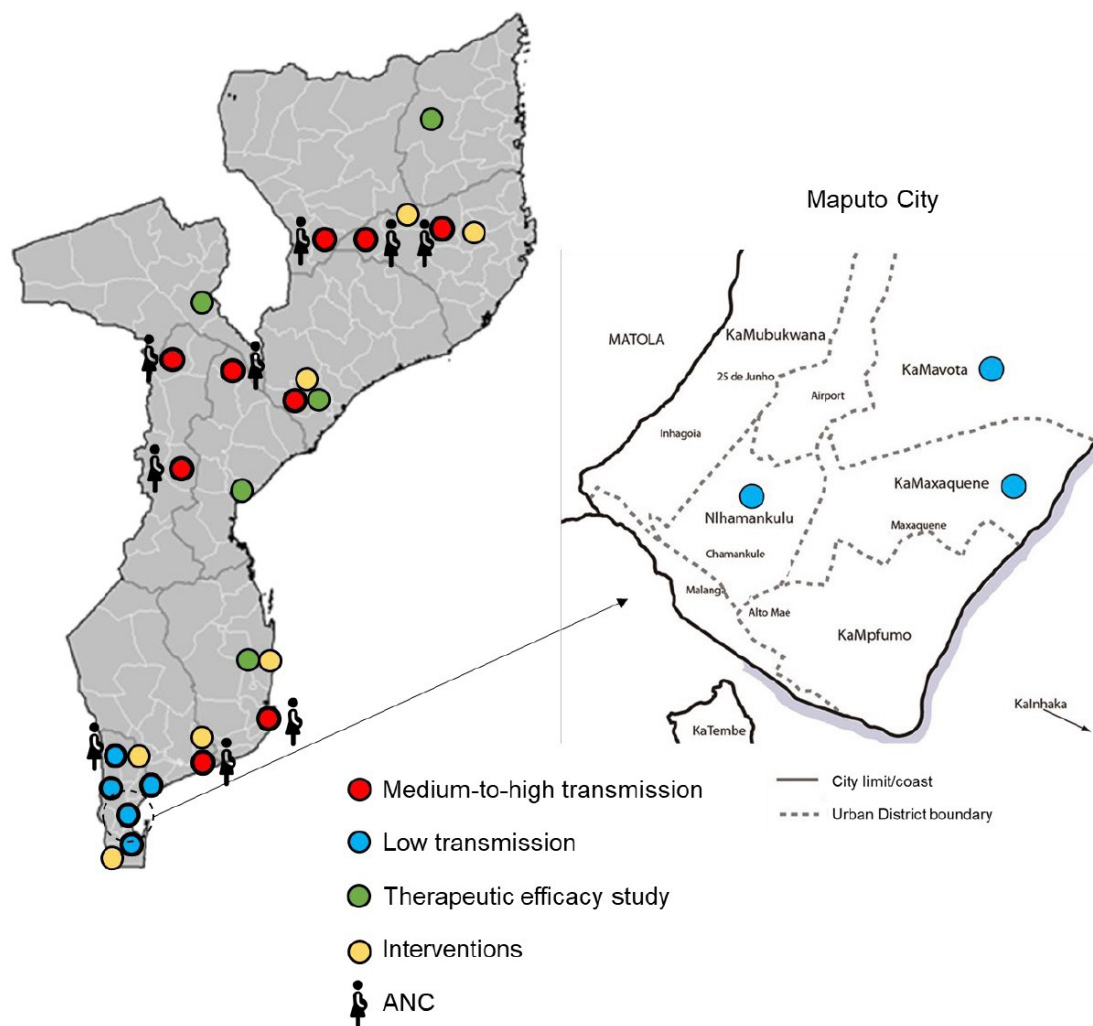 Maputo City
MATOLA
KaMubukwana
25 de Junho
Airport
KaMavota
Inhagoia
KaMaxaquene
Nlhamankulu
Maxaquene
Chamankule
Malanga
Alto Mae
KaMpfumo
KaTembe
KaInhaka
City limit/coast
Urban District boundary
Medium-to-high transmission
Low transmission
Therapeutic efficacy study
Interventions
ANC